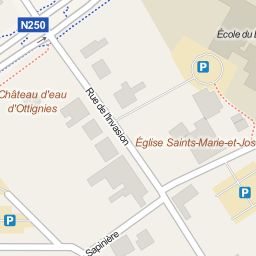 N250
École du B
P
Château d'eau
d'Ottignies
Rue de l'Invasion
Église Saints-Marie-et-Jos
P
P
Sapinière